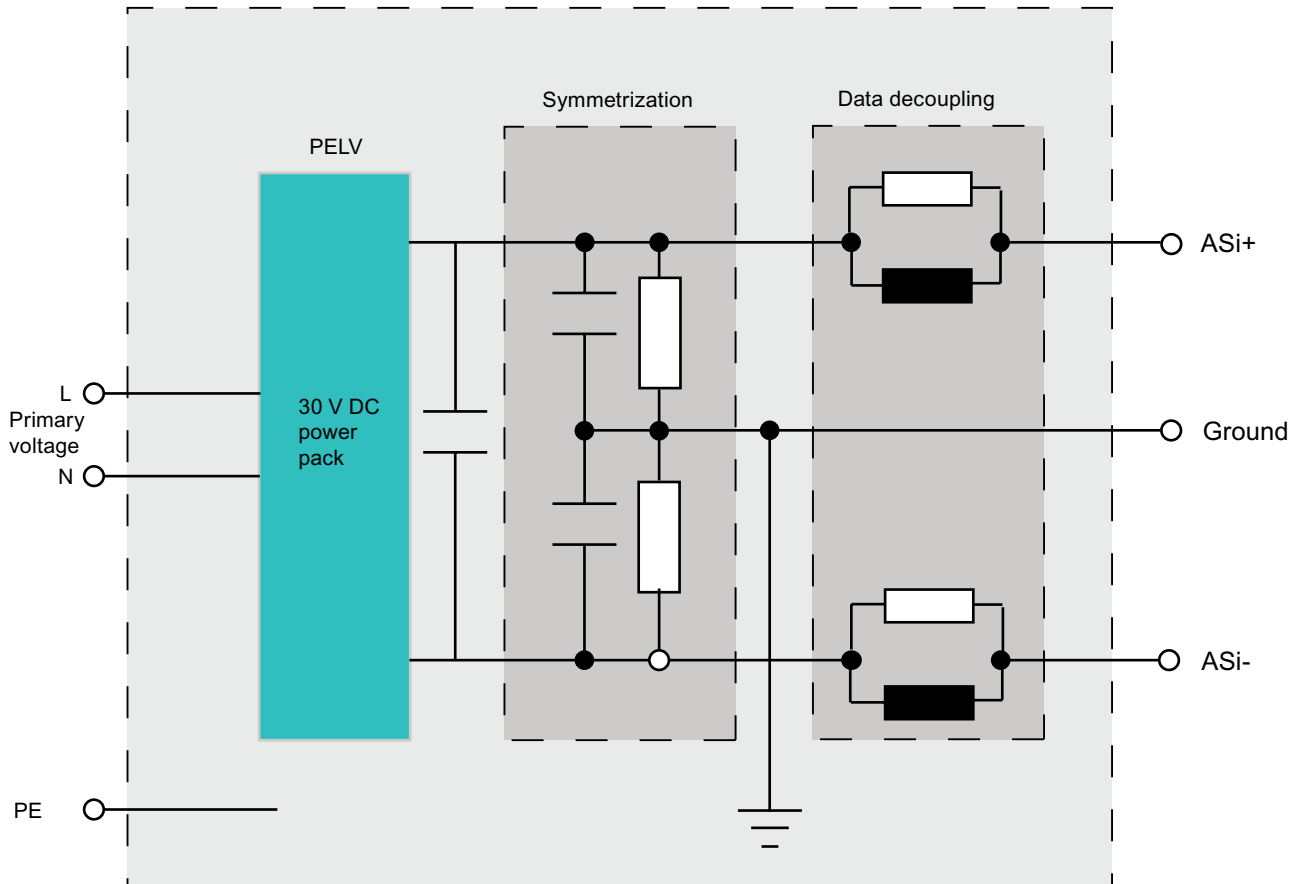 Symmetrization
Data decoupling
PELV
ASi+
L
Primary
voltage
N
30 V DC
power
pack
Ground
ASi-
PE